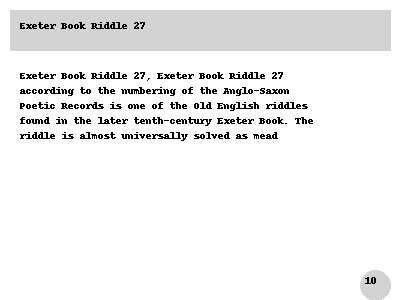 Exeter Book Riddle 27
Exeter Book Riddle 27, Exeter Book Riddle 27
according to the numbering of the Anglo-Saxon
Poetic Records is one of the Old English riddles
found in the later tenth-century Exeter Book. The
riddle is almost universally solved as mead
10